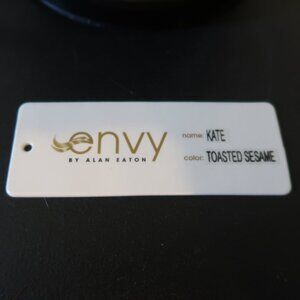 envy
BY ALAN EATON
name: KATE
color: TOASTED SESAME